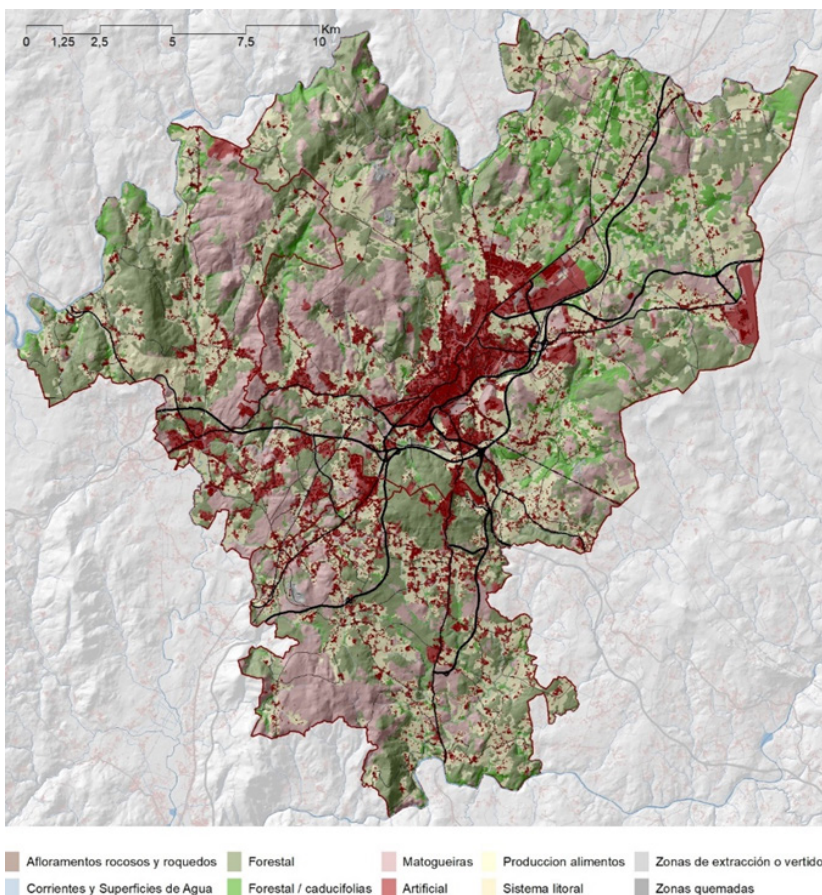 Km
0 1,25 2,5 5 7,5 10
Afloramentos rocosos y roquedos Forestal Matogueiras Produccion alimentos Zonas de extracción o vertido
Corrientes y Superficies de Agua Forestal / caducifolias Artificial Sistema litoral Zonas quemadas